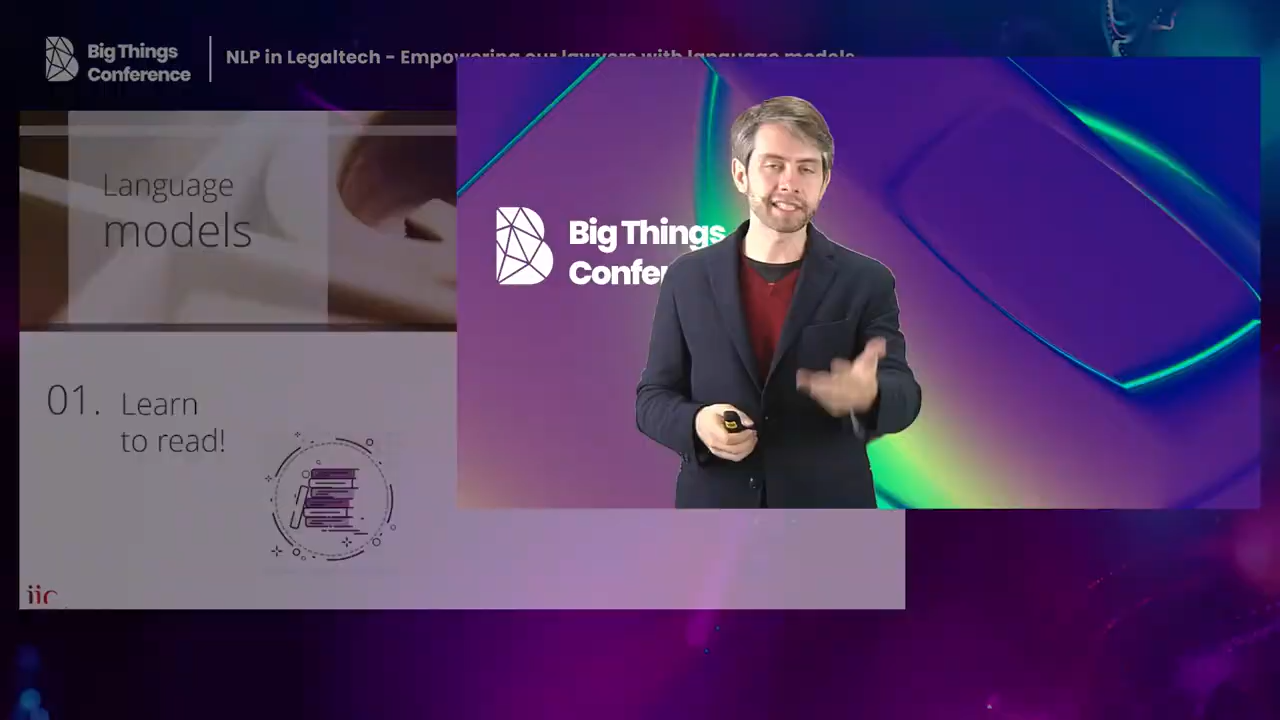 Big Things
Conference
NLP in Legaltech - Empowering our lawyers with language models
Language
models
01. Learn
to read!
iic
Big Things
Confer